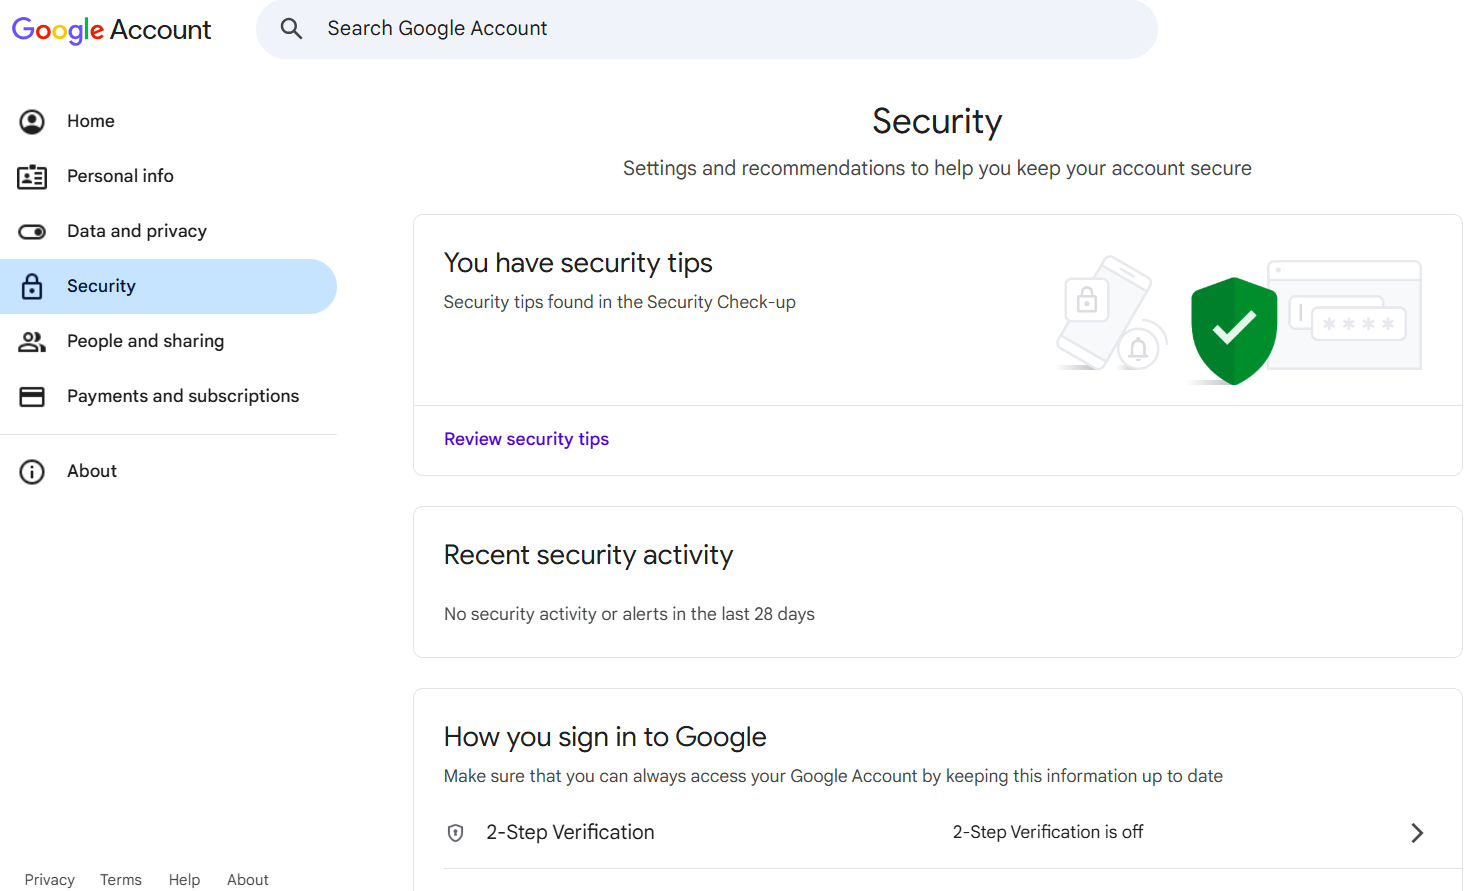 Google Account
Search Google Account
Home
Personal info
Data and privacy
Security
People and sharing
Payments and subscriptions
About
Security
Settings and recommendations to help you keep your account secure
You have security tips
Security tips found in the Security Check-up
****
Review security tips
Recent security activity
No security activity or alerts in the last 28 days
How you sign in to Google
Make sure that you can always access your Google Account by keeping this information up to date
2-Step Verification
2-Step Verification is off
Privacy Terms Help About